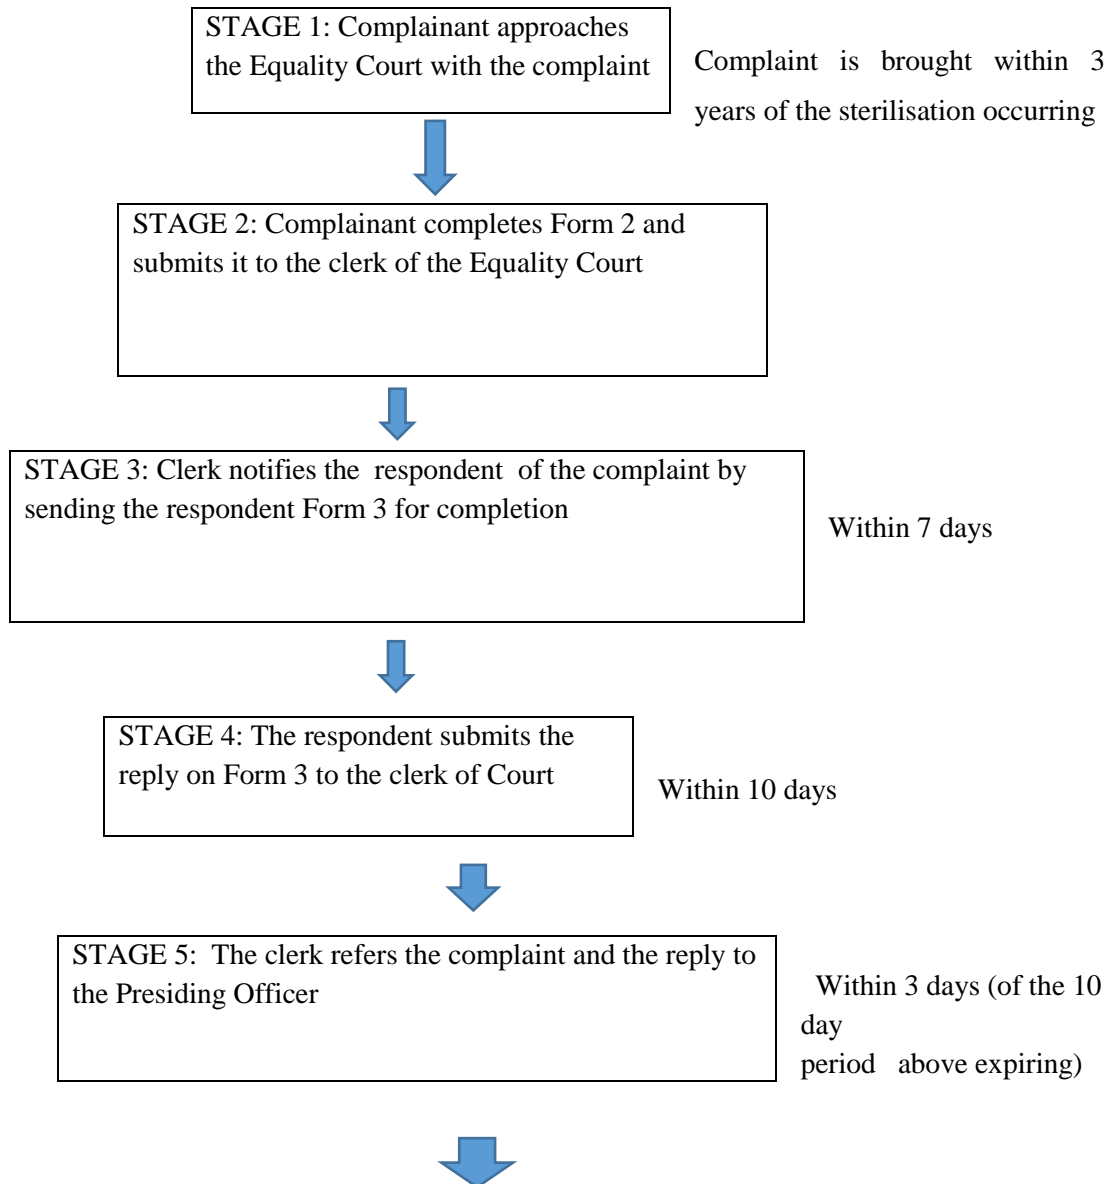 STAGE 1: Complainant approaches
the Equality Court with the complaint
Complaint is brought within 3
years of the sterilisation occurring
STAGE 2: Complainant completes Form 2 and
submits it to the clerk of the Equality Court
STAGE 3: Clerk notifies the respondent of the complaint by
sending the respondent Form 3 for completion
Within 7 days
STAGE 4: The respondent submits the
reply on Form 3 to the clerk of Court
Within 10 days
STAGE 5: The clerk refers the complaint and the reply to
the Presiding Officer
Within 3 days (of the 10
day
period above expiring)